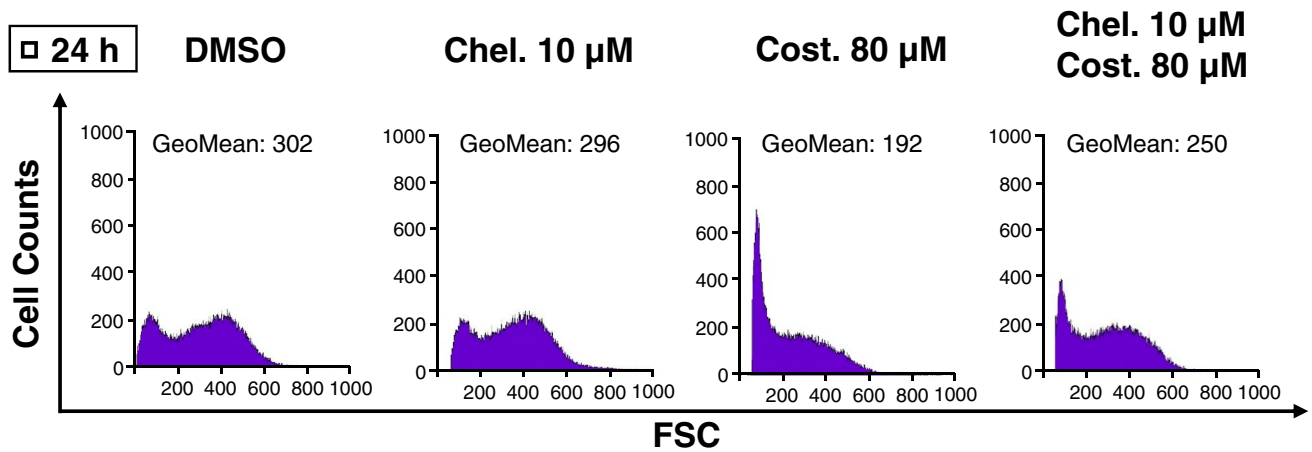 24 h
DMSO
Chel. 10 µM
Cost. 80 µM
Chel. 10 µM
Cost. 80 µM
Cell Counts
GeoMean: 302
1000
800
600
400
200
0
200 400 600 800 1000
GeoMean: 296
1000
800
600
400
200
0
200 400 600 800 1000
GeoMean: 192
1000
800
600
400
200
0
200 400 600 800 1000
GeoMean: 250
1000
800
600
400
200
0
200 400 600 800 1000
FSC